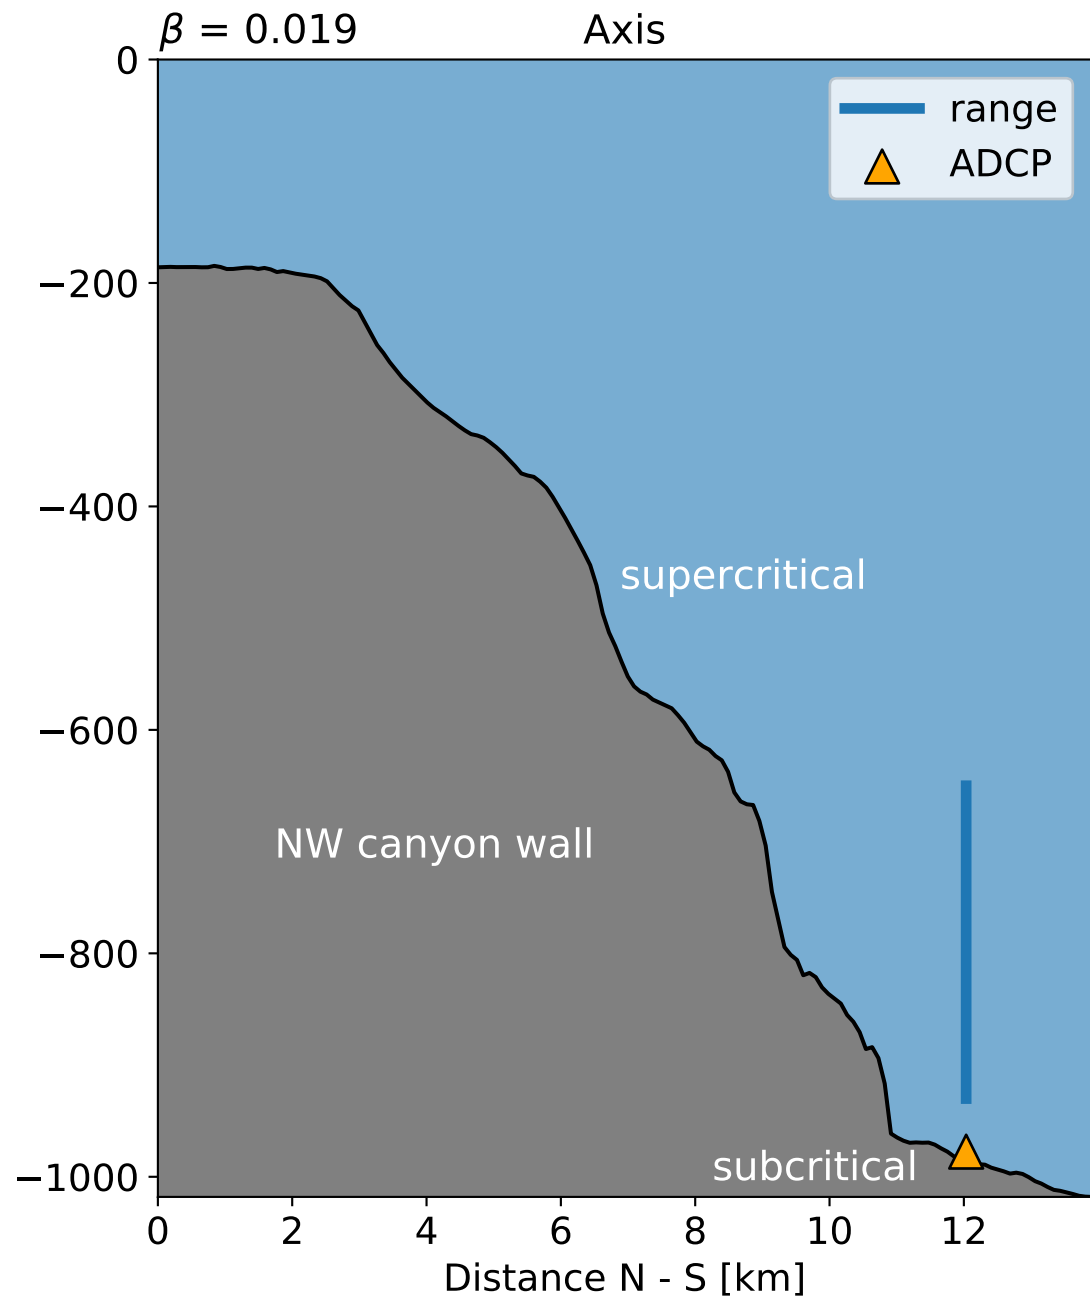 β = 0.019 Axis
0
range
ADCP
−200
−400
supercritical
−600
NW canyon wall
−800
subcritical
−1000
0 2 4 6 8 10 12
Distance N - S [km]